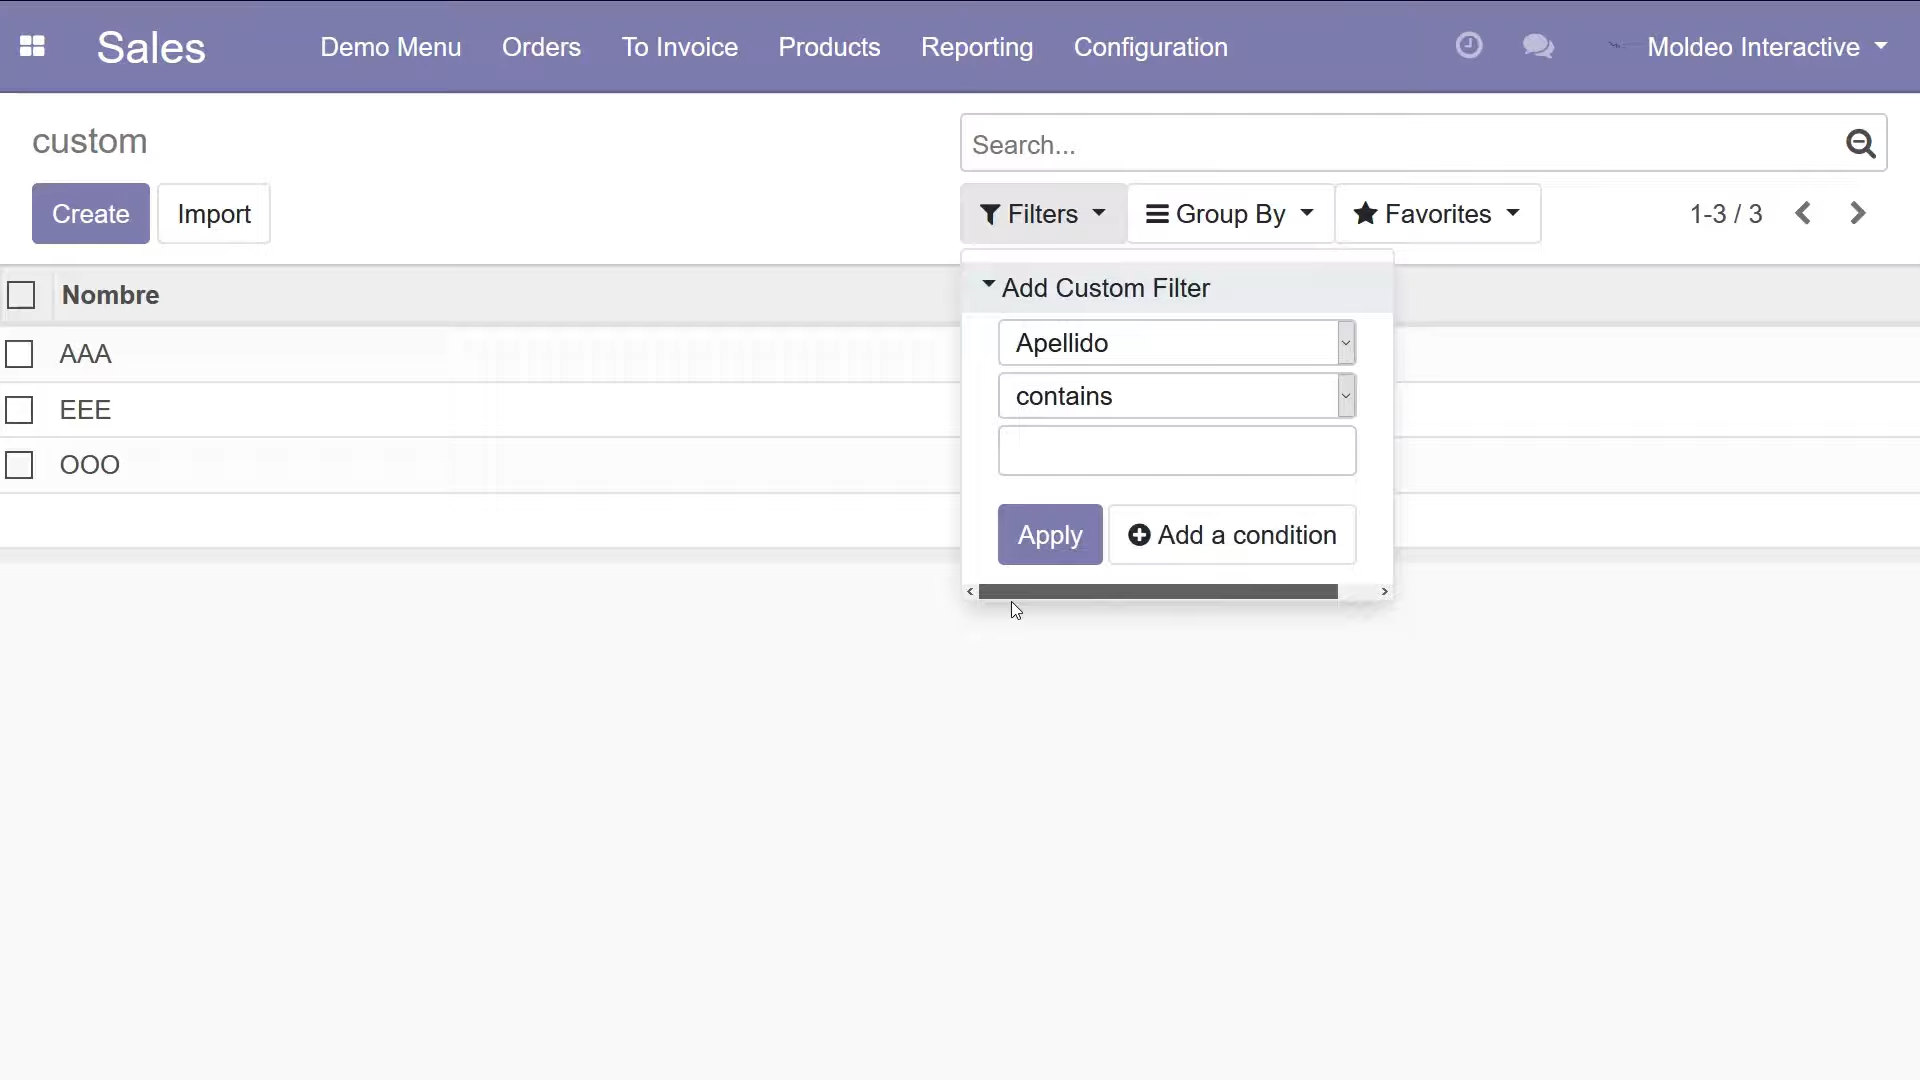 Sales
Demo Menu
Orders
To Invoice
Products
Reporting
Configuration
Moldeo Interactive
custom
Search...
Create
Import
Filters
Group By
Favorites
1-3 / 3
Nombre
Add Custom Filter
AAA
Apellido
EEE
contains
OOO
Apply
Add a condition